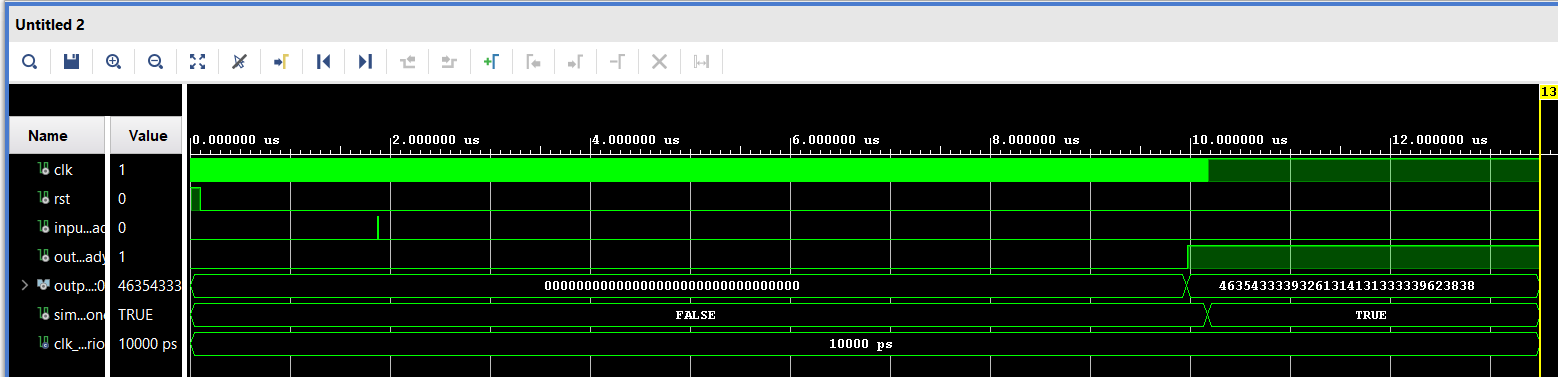 Untitled 2
13
Name Value
0.000000 us 2.000000 us 4.000000 us 6.000000 us 8.000000 us 10.000000 us 12.000000 us
clk 1
rst 0
inpu...ad 0
out...ady 1
outp...:0 46354333 00000000000000000000000000000000 46354333393261314131333339623838
sim...one TRUE FALSE TRUE
clk_...rio 10000 ps 10000 ps